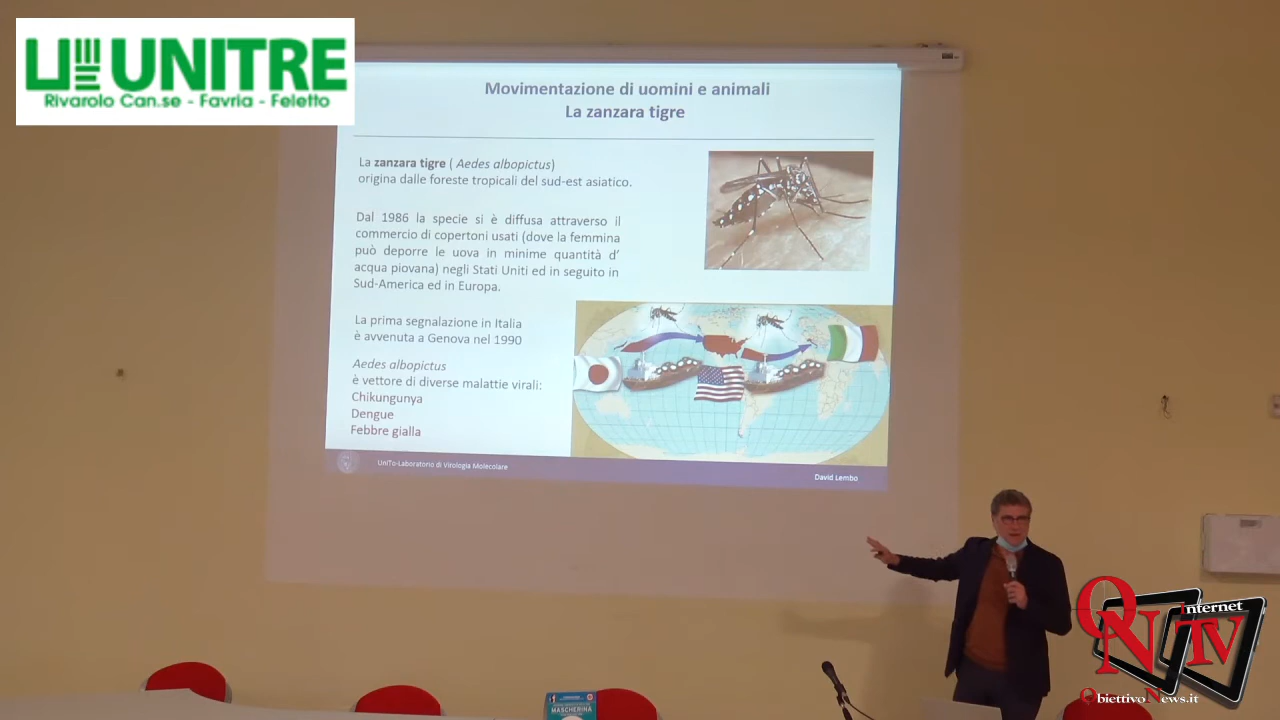 UNITRE
Rivarolo Can.se - Favria - Feletto
Movimentazione di uomini e animali
La zanzara tigre
La zanzara tigre ( Aedes albopictus)
origina dalle foreste tropicali del sud-est asiatico.
Dal 1986 la specie si è diffusa attraverso il
commercio di copertoni usati (dove la femmina
può deporre le uova in minime quantità d'
acqua piovana) negli Stati Uniti ed in seguito in
Sud-America ed in Europa.
La prima segnalazione in Italia
è avvenuta a Genova nel 1990
Aedes albopictus
è vettore di diverse malattie virali:
Chikungunya
Dengue
Febbre gialla
UniTo-Laboratorio di Virologia Molecolare
David Lembo
MASCHERINA
ON
Internet
TV
ObiettivoNews.it